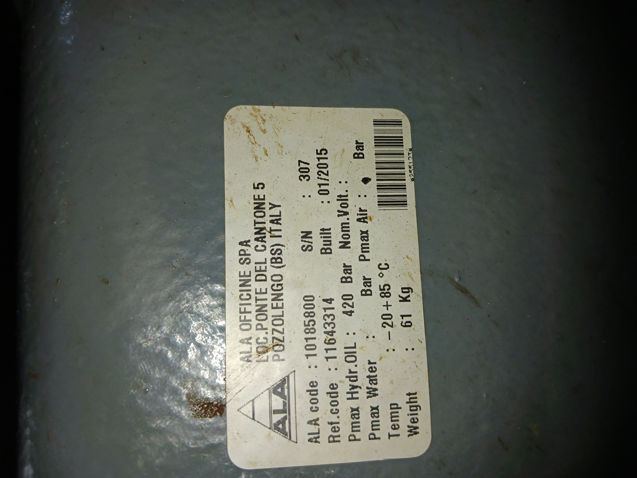 ALA
ALA OFFICINE SPA
LOC.PONTE DEL CANTONE 5
POZZOLENGO (BS) ITALY
ALA code : 10185800 S/N : 307
Ref.code : 11643314 Built : 01/2015
Pmax Hydr.OIL : 420 Bar Nom.Volt. :
Pmax Water : Bar Pmax Air : Bar
Temp : -20+85 °C
Weight : 61 Kg